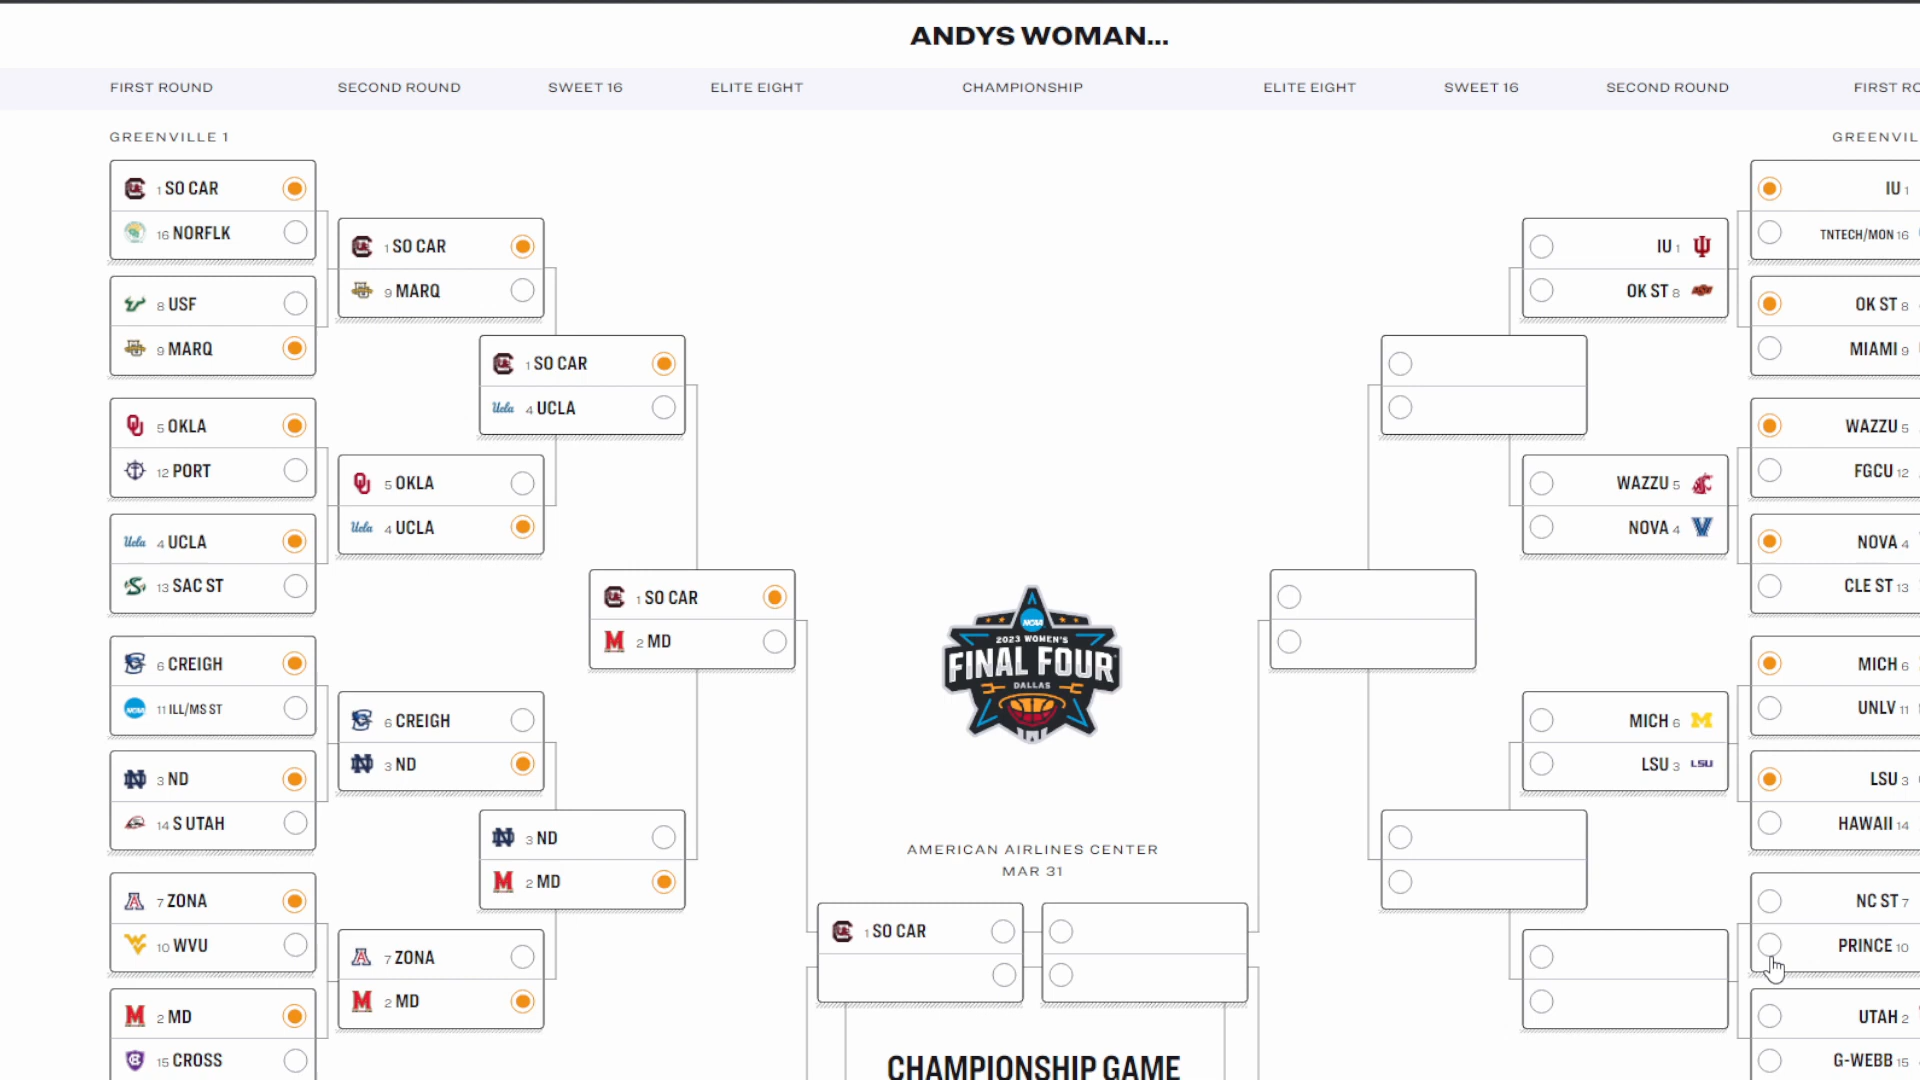 ANDYS WOMAN...
FIRST ROUND
SECOND ROUND
SWEET 16
ELITE EIGHT
CHAMPIONSHIP
ELITE EIGHT
SWEET 16
SECOND ROUND
FIRST RO
GREENVILLE 1
1 SO CAR
16 NORFLK
8 USF
9 MARQ
5 OKLA
12 PORT
Ucla 4 UCLA
13 SAC ST
6 CREIGH
NCAA 11 ILL/MS ST
3 ND
14 S UTAH
7 ZONA
10 WVU
2 MD
15 CROSS
1 SO CAR
9 MARQ
5 OKLA
Ucla 4 UCLA
6 CREIGH
3 ND
7 ZONA
2 MD
1 SO CAR
Ucla 4 UCLA
3 ND
2 MD
1 SO CAR
2 MD
NCAA
2023 WOMEN'S
FINAL FOUR
DALLAS
AMERICAN AIRLINES CENTER
MAR 31
1 SO CAR
CHAMPIONSHIP GAME
IU 1
OK ST 8
WAZZU 5
NOVA 4
MICH 6
LSU 3 LSU
GREENVIL
IU 1
TNTECH/MON 16
OK ST 8
MIAMI 9
WAZZU 5
FGCU 12
NOVA 4
CLE ST 13
MICH 6
UNLV 11
LSU 3
HAWAII 14
NC ST 7
PRINCE 10
UTAH 2
G-WEBB 15